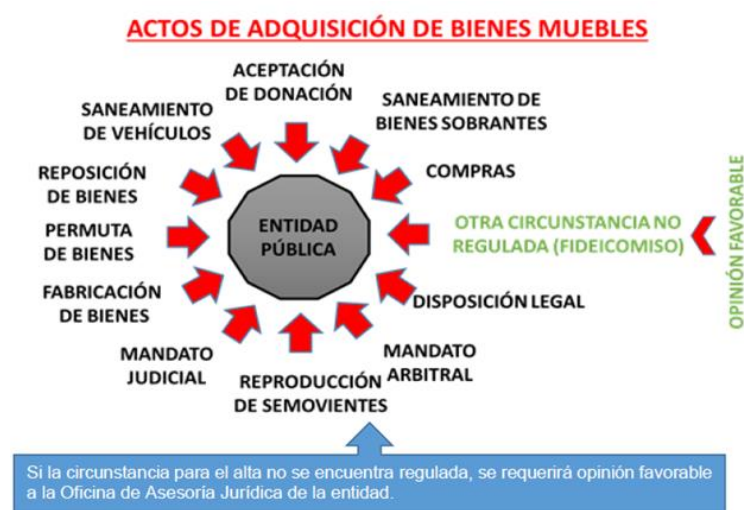 ACTOS DE ADQUISICIÓN DE BIENES MUEBLES
ACEPTACIÓN
DE DONACIÓN
SANEAMIENTO DE
BIENES SOBRANTES
COMPRAS
OTRA CIRCUNSTANCIA NO
REGULADA (FIDEICOMISO)
OPINIÓN FAVORABLE
DISPOSICIÓN LEGAL
MANDATO
ARBITRAL
REPRODUCCIÓN
DE SEMOVIENTES
MANDATO
JUDICIAL
FABRICACIÓN
DE BIENES
PERMUTA
DE BIENES
REPOSICIÓN
DE BIENES
SANEAMIENTO
DE VEHÍCULOS
ENTIDAD
PÚBLICA
Si la circunstancia para el alta no se encuentra regulada, se requerirá opinión favorable
a la Oficina de Asesoría Jurídica de la entidad.